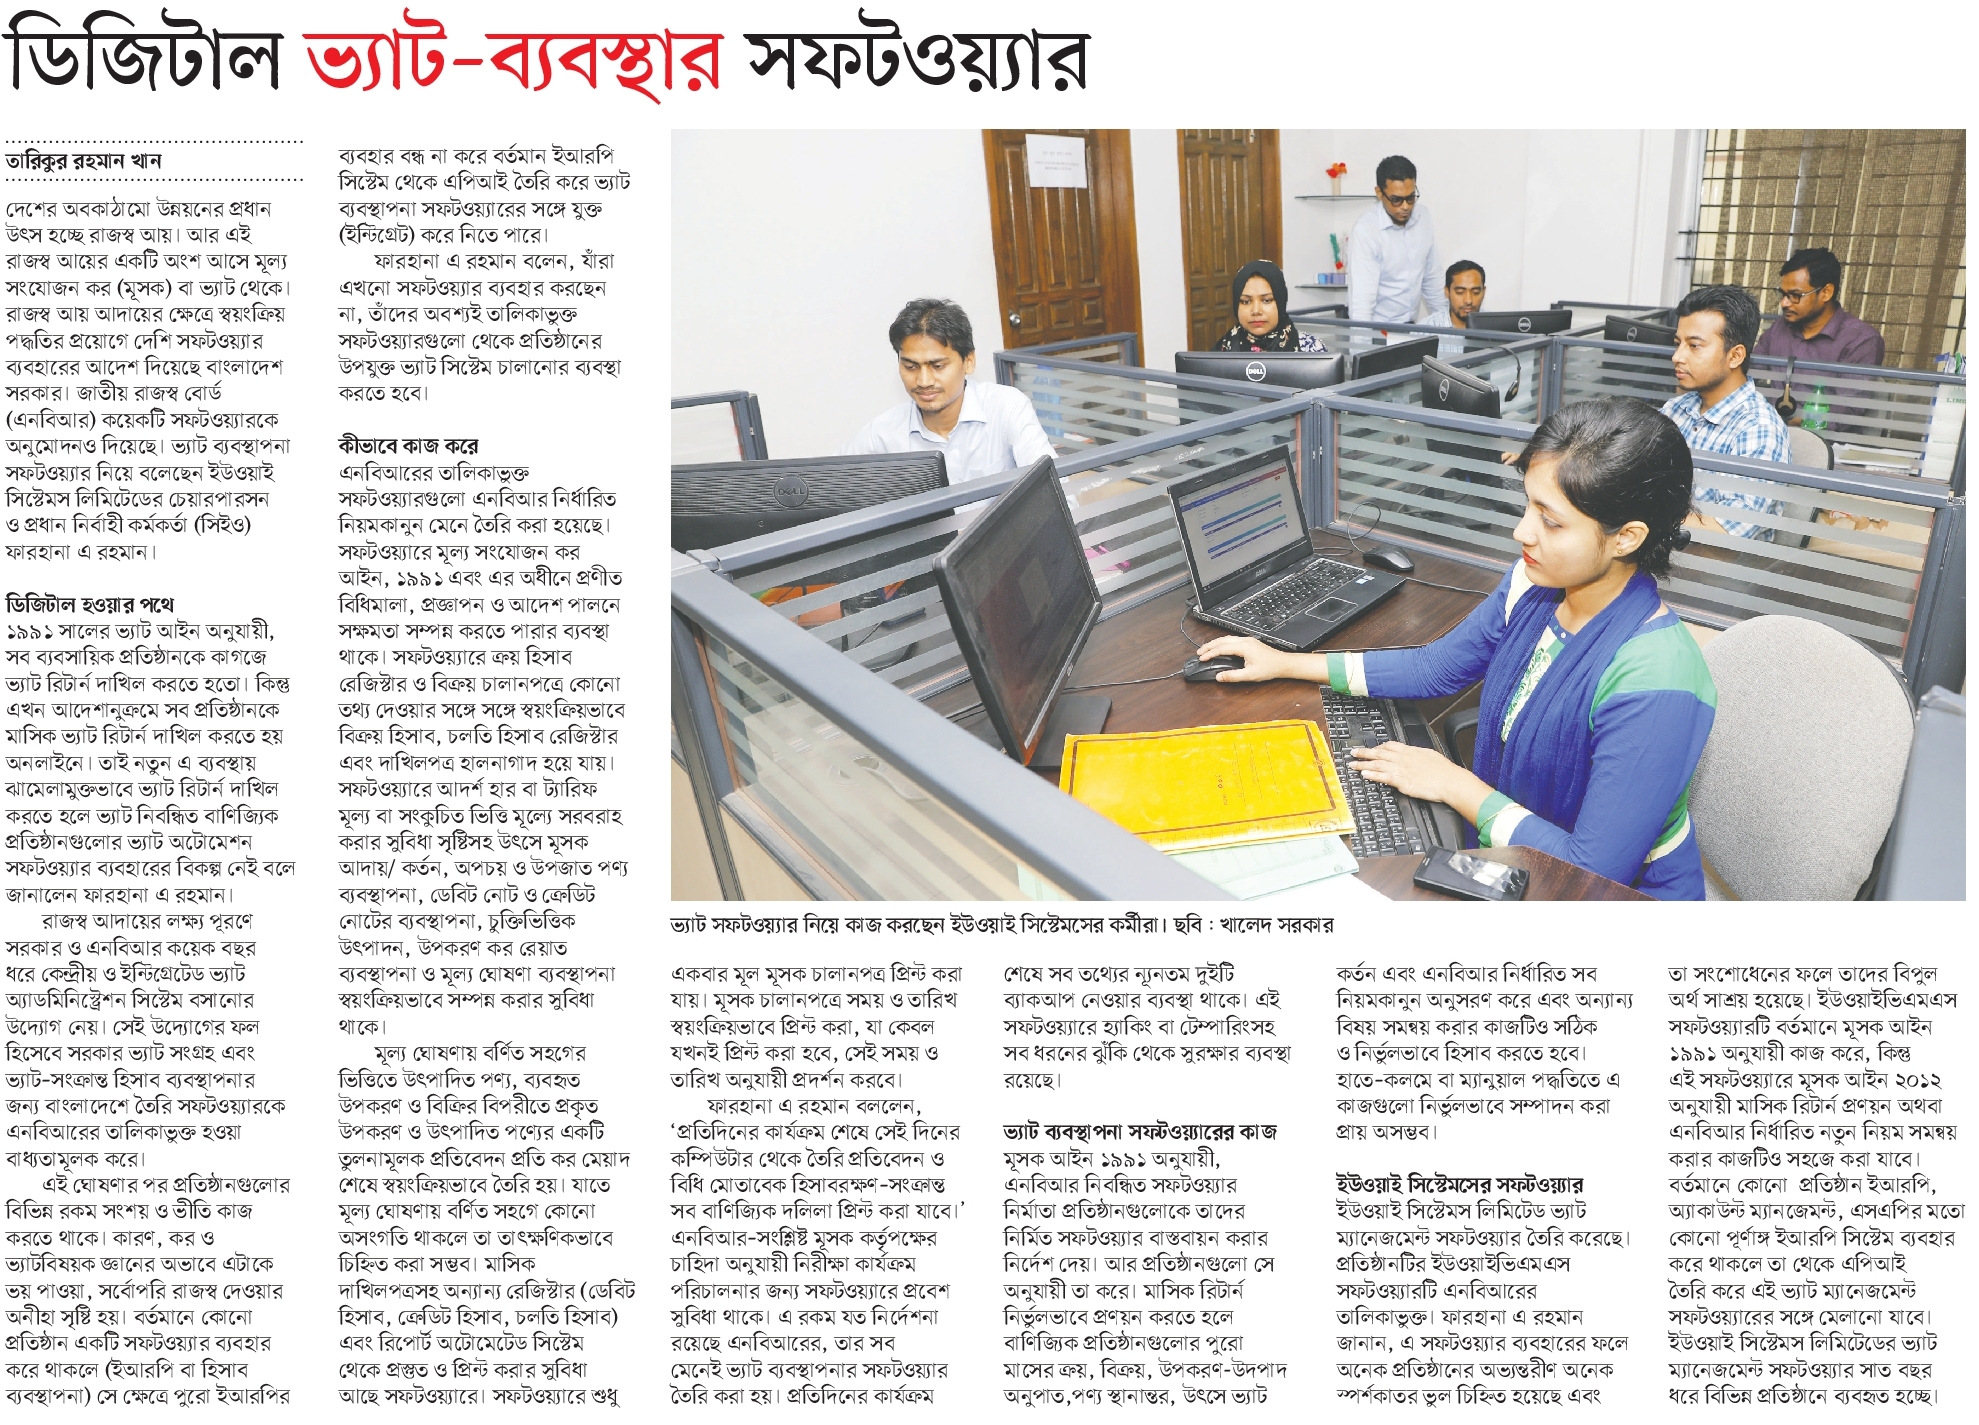 ডিজিটাল ভ্যাট-ব্যবস্থার সফটওয়্যার
তারিকুর রহমান খান
দেশের অবকাঠামো উন্নয়নের প্রধান
উৎস হচ্ছে রাজস্ব আয়। আর এই
রাজস্ব আয়ের একটি অংশ আসে মূল্য
সংযোজন কর (মূসক) বা ভ্যাট থেকে।
রাজস্ব আয় আদায়ের ক্ষেত্রে স্বয়ংক্রিয়
পদ্ধতির প্রয়োগে দেশি সফটওয়্যার
ব্যবহারের আদেশ দিয়েছে বাংলাদেশ
সরকার। জাতীয় রাজস্ব বোর্ড
(এনবিআর) কয়েকটি সফটওয়্যারকে
অনুমোদনও দিয়েছে। ভ্যাট ব্যবস্থাপনা
সফটওয়্যার নিয়ে বলেছেন ইউওয়াই
সিস্টেমস লিমিটেডের চেয়ারপারসন
ও প্রধান নির্বাহী কর্মকর্তা (সিইও)
ফারহানা এ রহমান।
ডিজিটাল হওয়ার পথে
১৯৯১ সালের ভ্যাট আইন অনুযায়ী,
সব ব্যবসায়িক প্রতিষ্ঠানকে কাগজে
ভ্যাট রিটার্ন দাখিল করতে হতো। কিন্তু
এখন আদেশানুক্রমে সব প্রতিষ্ঠানকে
মাসিক ভ্যাট রিটার্ন দাখিল করতে হয়
অনলাইনে। তাই নতুন এ ব্যবস্থায়
ঝামেলামুক্তভাবে ভ্যাট রিটার্ন দাখিল
করতে হলে ভ্যাট নিবন্ধিত বাণিজ্যিক
প্রতিষ্ঠানগুলোর ভ্যাট অটোমেশন
সফটওয়্যার ব্যবহারের বিকল্প নেই বলে
জানালেন ফারহানা এ রহমান।
রাজস্ব আদায়ের লক্ষ্য পূরণে
সরকার ও এনবিআর কয়েক বছর
ধরে কেন্দ্রীয় ও ইন্টিগ্রেটেড ভ্যাট
অ্যাডমিনিস্ট্রেশন সিস্টেম বসানোর
উদ্যোগ নেয়। সেই উদ্যোগের ফল
হিসেবে সরকার ভ্যাট সংগ্রহ এবং
ভ্যাট-সংক্রান্ত হিসাব ব্যবস্থাপনার
জন্য বাংলাদেশে তৈরি সফটওয়্যারকে
এনবিআরের তালিকাভুক্ত হওয়া
বাধ্যতামূলক করে।
এই ঘোষণার পর প্রতিষ্ঠানগুলোর
বিভিন্ন রকম সংশয় ও ভীতি কাজ
করতে থাকে। কারণ, কর ও
ভ্যাটবিষয়ক জ্ঞানের অভাবে এটাকে
ভয় পাওয়া, সর্বোপরি রাজস্ব দেওয়ার
অনীহা সৃষ্টি হয়। বর্তমানে কোনো
প্রতিষ্ঠান একটি সফটওয়্যার ব্যবহার
করে থাকলে (ইআরপি বা হিসাব
ব্যবস্থাপনা) সে ক্ষেত্রে পুরো ইআরপির
ব্যবহার বন্ধ না করে বর্তমান ইআরপি
সিস্টেম থেকে এপিআই তৈরি করে ভ্যাট
ব্যবস্থাপনা সফটওয়্যারের সঙ্গে যুক্ত
(ইন্টিগ্রেট) করে নিতে পারে।
ফারহানা এ রহমান বলেন, যাঁরা
এখনো সফটওয়্যার ব্যবহার করছেন
না, তাঁদের অবশ্যই তালিকাভুক্ত
সফটওয়্যারগুলো থেকে প্রতিষ্ঠানের
উপযুক্ত ভ্যাট সিস্টেম চালানোর ব্যবস্থা
করতে হবে।
কীভাবে কাজ করে
এনবিআরের তালিকাভুক্ত
সফটওয়্যারগুলো এনবিআর নির্ধারিত
নিয়মকানুন মেনে তৈরি করা হয়েছে।
সফটওয়্যারে মূল্য সংযোজন কর
আইন, ১৯৯১ এবং এর অধীনে প্রণীত
বিধিমালা, প্রজ্ঞাপন ও আদেশ পালনে
সক্ষমতা সম্পন্ন করতে পারার ব্যবস্থা
থাকে। সফটওয়্যারে ক্রয় হিসাব
রেজিস্টার ও বিক্রয় চালানপত্রে কোনো
তথ্য দেওয়ার সঙ্গে সঙ্গে স্বয়ংক্রিয়ভাবে
বিক্রয় হিসাব, চলতি হিসাব রেজিস্টার
এবং দাখিলপত্র হালনাগাদ হয়ে যায়।
সফটওয়্যারে আদর্শ হার বা ট্যারিফ
মূল্য বা সংকুচিত ভিত্তি মূল্যে সরবরাহ
করার সুবিধা সৃষ্টিসহ উৎসে মূসক
আদায়/ কর্তন, অপচয় ও উপজাত পণ্য
ব্যবস্থাপনা, ডেবিট নোট ও ক্রেডিট
নোটের ব্যবস্থাপনা, চুক্তিভিত্তিক
উৎপাদন, উপকরণ কর রেয়াত
ব্যবস্থাপনা ও মূল্য ঘোষণা ব্যবস্থাপনা
স্বয়ংক্রিয়ভাবে সম্পন্ন করার সুবিধা
থাকে।
মূল্য ঘোষণায় বর্ণিত সহগের
ভিত্তিতে উৎপাদিত পণ্য, ব্যবহৃত
উপকরণ ও বিক্রির বিপরীতে প্রকৃত
উপকরণ ও উৎপাদিত পণ্যের একটি
তুলনামূলক প্রতিবেদন প্রতি কর মেয়াদ
শেষে স্বয়ংক্রিয়ভাবে তৈরি হয়। যাতে
মূল্য ঘোষণায় বর্ণিত সহগে কোনো
অসংগতি থাকলে তা তাৎক্ষণিকভাবে
চিহ্নিত করা সম্ভব। মাসিক
দাখিলপত্রসহ অন্যান্য রেজিস্টার (ডেবিট
হিসাব, ক্রেডিট হিসাব, চলতি হিসাব)
এবং রিপোর্ট অটোমেটেড সিস্টেম
থেকে প্রস্তুত ও প্রিন্ট করার সুবিধা
আছে সফটওয়্যারে। সফটওয়্যারে শুধু
DELL
DELL
ভ্যাট সফটওয়্যার নিয়ে কাজ করছেন ইউওয়াই সিস্টেমসের কর্মীরা। ছবি : খালেদ সরকার
একবার মূল মূসক চালানপত্র প্রিন্ট করা
যায়। মূসক চালানপত্রে সময় ও তারিখ
স্বয়ংক্রিয়ভাবে প্রিন্ট করা, যা কেবল
যখনই প্রিন্ট করা হবে, সেই সময় ও
তারিখ অনুযায়ী প্রদর্শন করবে।
ফারহানা এ রহমান বললেন,
‘প্রতিদিনের কার্যক্রম শেষে সেই দিনের
কম্পিউটার থেকে তৈরি প্রতিবেদন ও
বিধি মোতাবেক হিসাবরক্ষণ-সংক্রান্ত
সব বাণিজ্যিক দলিলা প্রিন্ট করা যাবে।’
এনবিআর-সংশ্লিষ্ট মূসক কর্তৃপক্ষের
চাহিদা অনুযায়ী নিরীক্ষা কার্যক্রম
পরিচালনার জন্য সফটওয়্যারে প্রবেশ
সুবিধা থাকে। এ রকম যত নির্দেশনা
রয়েছে এনবিআরের, তার সব
মেনেই ভ্যাট ব্যবস্থাপনার সফটওয়্যার
তৈরি করা হয়। প্রতিদিনের কার্যক্রম
শেষে সব তথ্যের ন্যূনতম দুইটি
ব্যাকআপ নেওয়ার ব্যবস্থা থাকে। এই
সফটওয়্যারে হ্যাকিং বা টেম্পারিংসহ
সব ধরনের ঝুঁকি থেকে সুরক্ষার ব্যবস্থা
রয়েছে।
ভ্যাট ব্যবস্থাপনা সফটওয়্যারের কাজ
মূসক আইন ১৯৯১ অনুযায়ী,
এনবিআর নিবন্ধিত সফটওয়্যার
নির্মাতা প্রতিষ্ঠানগুলোকে তাদের
নির্মিত সফটওয়্যার বাস্তবায়ন করার
নির্দেশ দেয়। আর প্রতিষ্ঠানগুলো সে
অনুযায়ী তা করে। মাসিক রিটার্ন
নির্ভুলভাবে প্রণয়ন করতে হলে
বাণিজ্যিক প্রতিষ্ঠানগুলোর পুরো
মাসের ক্রয়, বিক্রয়, উপকরণ-উদপাদ
অনুপাত,পণ্য স্থানান্তর, উৎসে ভ্যাট
কর্তন এবং এনবিআর নির্ধারিত সব
নিয়মকানুন অনুসরণ করে এবং অন্যান্য
বিষয় সমন্বয় করার কাজটিও সঠিক
ও নির্ভুলভাবে হিসাব করতে হবে।
হাতে-কলমে বা ম্যানুয়াল পদ্ধতিতে এ
কাজগুলো নির্ভুলভাবে সম্পাদন করা
প্রায় অসম্ভব।
ইউওয়াই সিস্টেমসের সফটওয়্যার
ইউওয়াই সিস্টেমস লিমিটেড ভ্যাট
ম্যানেজমেন্ট সফটওয়্যার তৈরি করেছে।
প্রতিষ্ঠানটির ইউওয়াইভিএমএস
সফটওয়্যারটি এনবিআরের
তালিকাভুক্ত। ফারহানা এ রহমান
জানান, এ সফটওয়্যার ব্যবহারের ফলে
অনেক প্রতিষ্ঠানের অভ্যন্তরীণ অনেক
স্পর্শকাতর ভুল চিহ্নিত হয়েছে এবং
তা সংশোধেনের ফলে তাদের বিপুল
অর্থ সাশ্রয় হয়েছে। ইউওয়াইভিএমএস
সফটওয়্যারটি বর্তমানে মূসক আইন
১৯৯১ অনুযায়ী কাজ করে, কিন্তু
এই সফটওয়্যারে মূসক আইন ২০১২
অনুযায়ী মাসিক রিটার্ন প্রণয়ন অথবা
এনবিআর নির্ধারিত নতুন নিয়ম সমন্বয়
করার কাজটিও সহজে করা যাবে।
বর্তমানে কোনো প্রতিষ্ঠান ইআরপি,
অ্যাকাউন্ট ম্যানেজমেন্ট, এসএপির মতো
কোনো পূর্ণাঙ্গ ইআরপি সিস্টেম ব্যবহার
করে থাকলে তা থেকে এপিআই
তৈরি করে এই ভ্যাট ম্যানেজমেন্ট
সফটওয়্যারের সঙ্গে মেলানো যাবে।
ইউওয়াই সিস্টেমস লিমিটেডের ভ্যাট
ম্যানেজমেন্ট সফটওয়্যার সাত বছর
ধরে বিভিন্ন প্রতিষ্ঠানে ব্যবহৃত হচ্ছে।